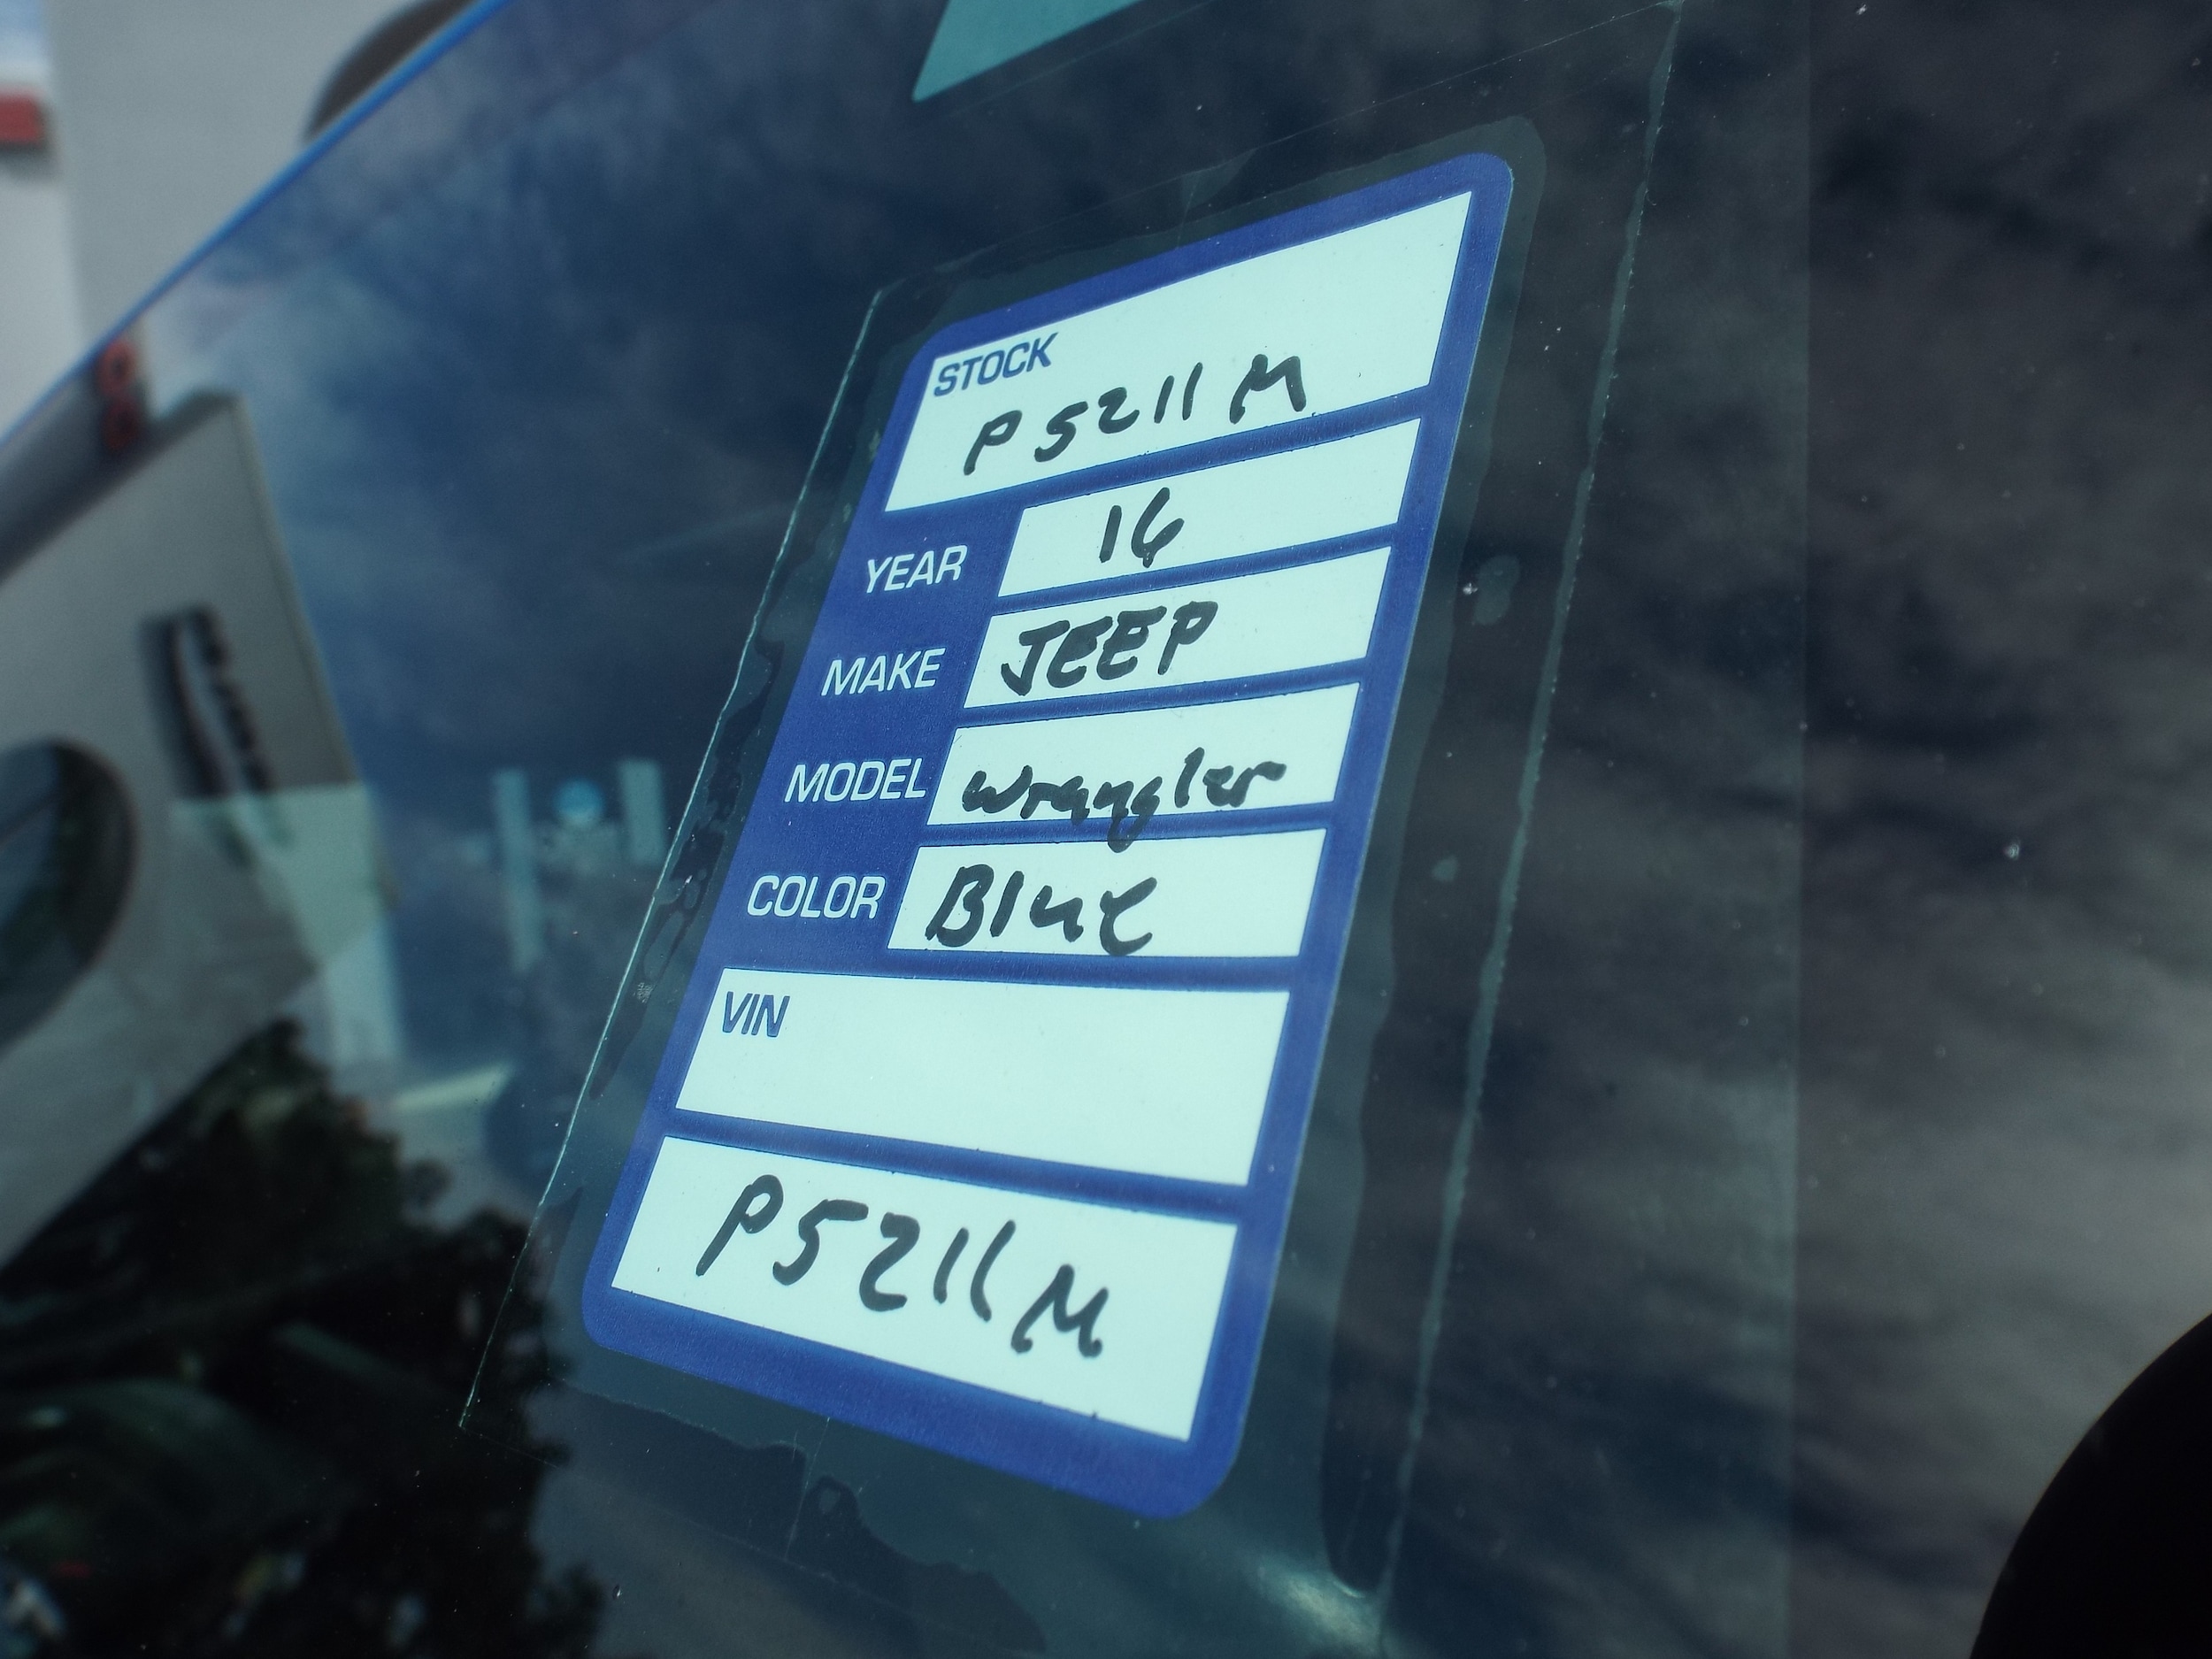 STOCK
P5211M
YEAR 16
MAKE JEEP
MODEL Wrangler
COLOR Blue
VIN
P5211M